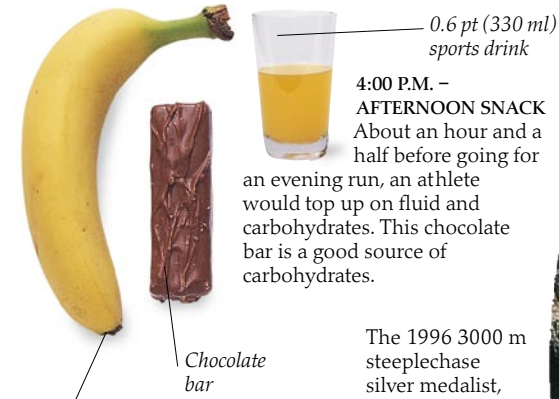 0.6 pt (330 ml)
sports drink
4:00 P.M. –
AFTERNOON SNACK
About an hour and a
half before going for
an evening run, an athlete
would top up on fluid and
carbohydrates. This chocolate
bar is a good source of
carbohydrates.
Chocolate
bar
The 1996 3000 m
steeplechase
silver medalist,